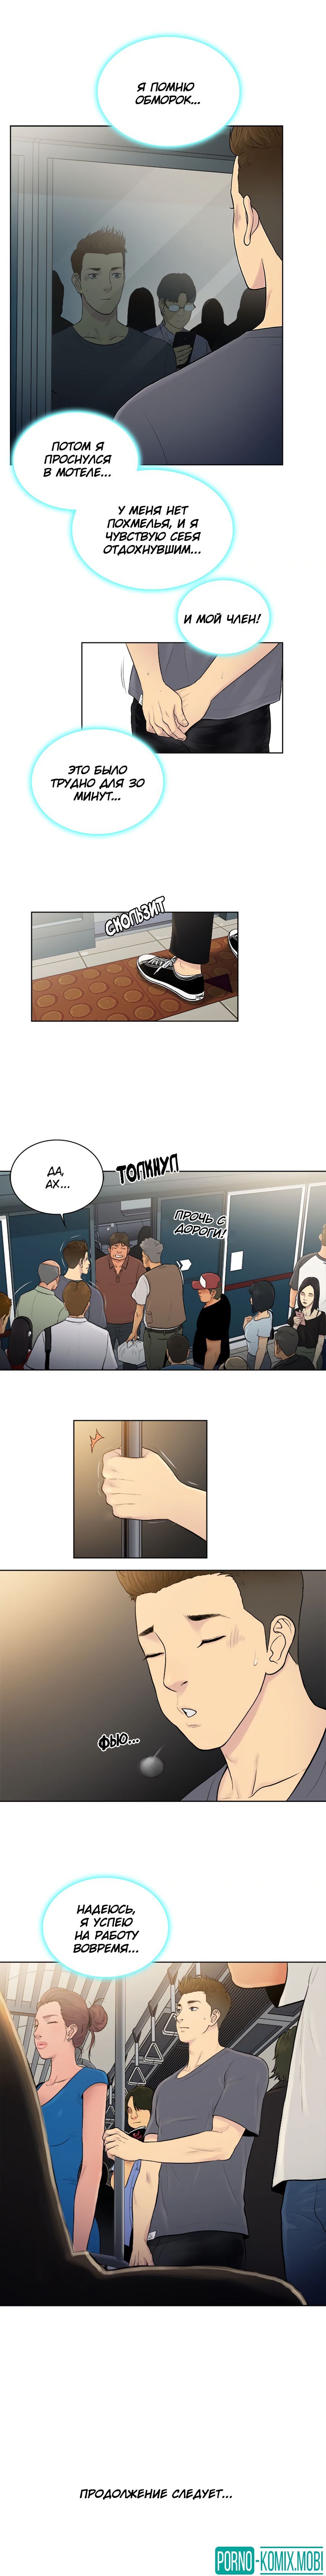 Я ПОМНЮ
ОБМОРОК...
ПОТОМ Я
ПРОСНУЛСЯ
В МОТЕЛЕ...
У МЕНЯ НЕТ
ПОХМЕЛЬЯ, И Я
ЧУВСТВУЮ СЕБЯ
ОТДОХНУВШИМ...
И МОЙ ЧЛЕН!
ЭТО БЫЛО
ТРУДНО ДЛЯ 30
МИНУТ...
СКОЛЬЗИТ
ДА,
АХ...
ТОЛКНУЛ
ПРОЧЬ С
ДОРОГИ!
ФЬЮ...
НАДЕЮСЬ,
Я УСПЕЮ
НА РАБОТУ
ВОВРЕМЯ...
ПРОДОЛЖЕНИЕ СЛЕДУЕТ...
PORNO-KOMIX.MOBI